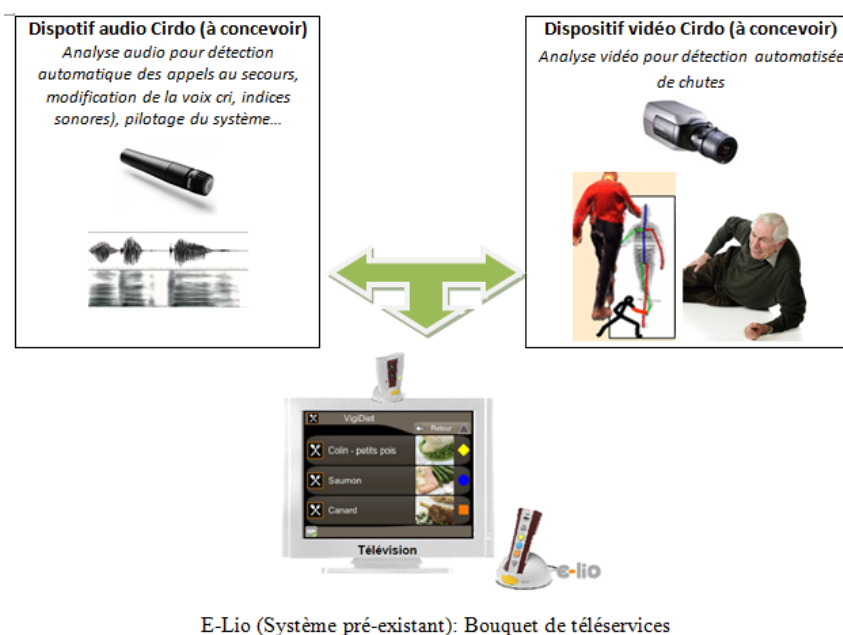 Dispotif audio Cirdo (à concevoir)
Analyse audio pour détection
automatique des appels au secours,
modification de la voix cri, indices
sonores), pilotage du système...
Dispositif vidéo Cirdo (à concevoir)
Analyse vidéo pour détection automatisée
de chutes
VigiDiet
Retour
Colin - petits pois
Saumon
Canard
Télévision
e-lio
E-Lio (Système pré-existant): Bouquet de téléservices